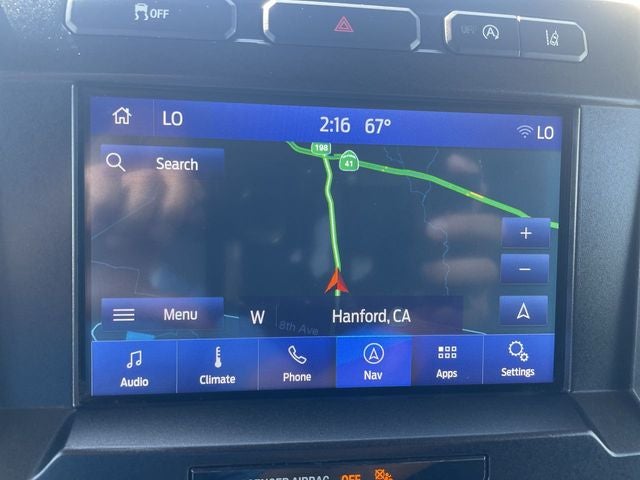 OFF OFF
LO 2:16 67° LO
198
41
Search
+
−
Menu W Hanford, CA
8th Ave
Audio Climate Phone Nav Apps Settings
PASSENGER AIRBAG OFF